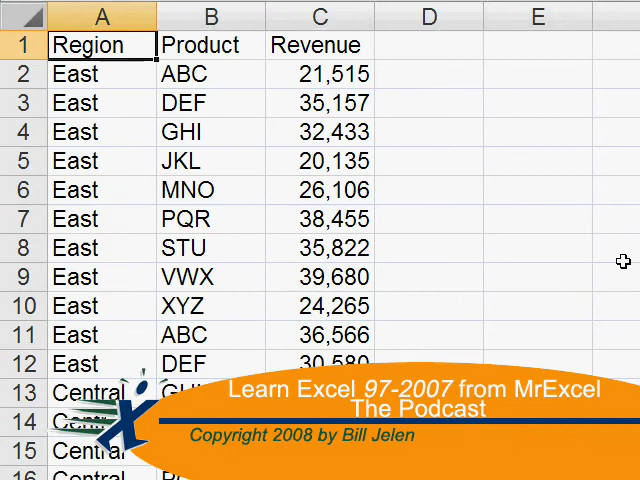 A B C D E
1 Region Product Revenue
2 East ABC 21,515
3 East DEF 35,157
4 East GHI 32,433
5 East JKL 20,135
6 East MNO 26,106
7 East PQR 38,455
8 East STU 35,822
9 East VWX 39,680
10 East XYZ 24,265
11 East ABC 36,566
12 East DEF 30,580
13 Central
14
15 Central
16 Central
Learn Excel 97-2007 from MrExcel
The Podcast
Copyright 2008 by Bill Jelen